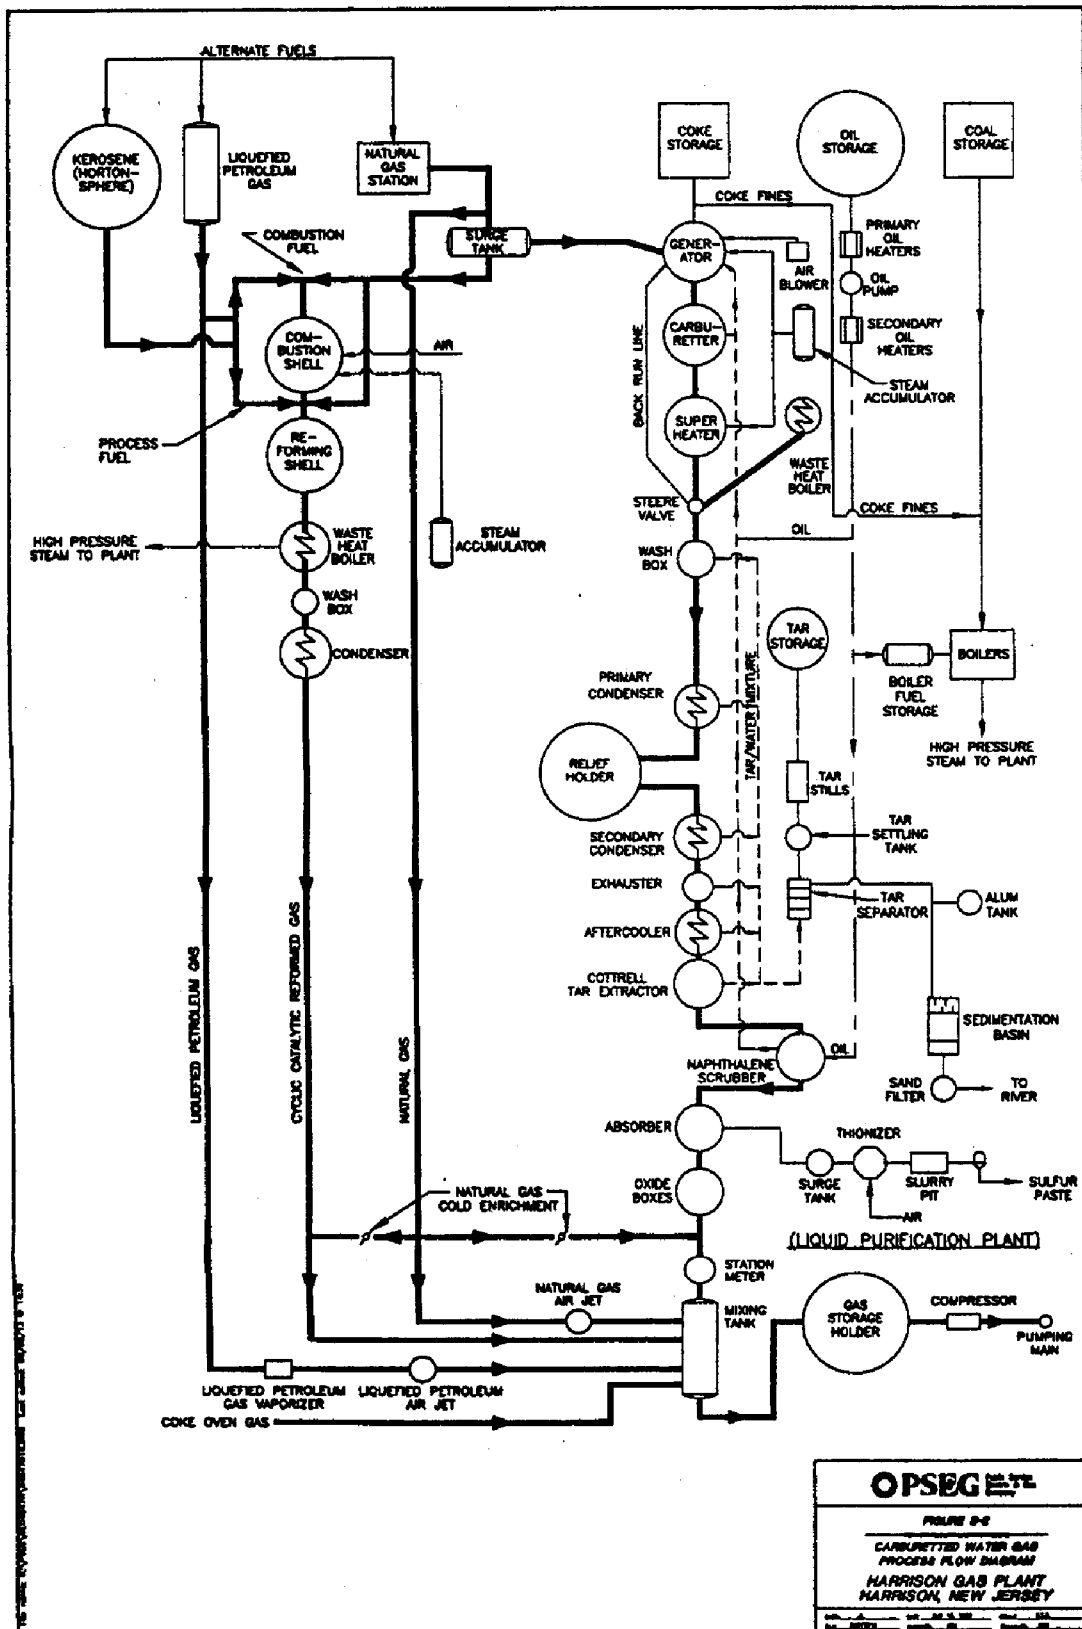 ALTERNATE FUELS
KEROSENE
(HORTON-
SPHERE)
LIQUEFIED
PETROLEUM
GAS
NATURAL
GAS
STATION
COKE
STORAGE
OIL
STORAGE
COAL
STORAGE
COKE FINES
COMBUSTION
FUEL
SURGE
TANK
GENER-
ATOR
AIR
BLOWER
PRIMARY
OIL
HEATERS
OIL
PUMP
SECONDARY
OIL
HEATERS
COM-
BUSTION
SHELL
AIR
CARBU-
RETTER
BACK RUN LINE
STEAM
ACCUMULATOR
PROCESS
FUEL
RE-
FORMING
SHELL
SUPER
HEATER
WASTE
HEAT
BOILER
STEERE
VALVE
COKE FINES
OIL
HIGH PRESSURE
STEAM TO PLANT
WASTE
HEAT
BOILER
STEAM
ACCUMULATOR
WASH
BOX
WASH
BOX
CONDENSER
TAR
STORAGE
BOILERS
BOILER
FUEL
STORAGE
PRIMARY
CONDENSER
TAR/WATER MIXTURE
HIGH PRESSURE
STEAM TO PLANT
RELIEF
HOLDER
TAR
STILLS
SECONDARY
CONDENSER
TAR
SETTLING
TANK
EXHAUSTER
TAR
SEPARATOR
ALUM
TANK
AFTERCOOLER
COTTRELL
TAR EXTRACTOR
LIQUEFIED PETROLEUM GAS
CYCLIC CATALYTIC REFORMED GAS
NATURAL GAS
SEDIMENTATION
BASIN
OIL
NAPHTHALENE
SCRUBBER
SAND
FILTER
TO
RIVER
ABSORBER
THIONIZER
OXIDE
BOXES
SURGE
TANK
SLURRY
PIT
SULFUR
PASTE
AIR
NATURAL GAS
COLD ENRICHMENT
(LIQUID PURIFICATION PLANT)
STATION
METER
NATURAL GAS
AIR JET
MIXING
TANK
GAS
STORAGE
HOLDER
COMPRESSOR
PUMPING
MAIN
LIQUEFIED PETROLEUM
GAS VAPORIZER
LIQUEFIED PETROLEUM
AIR JET
COKE OVEN GAS
PSEG
FIGURE 2-2
CARBURETTED WATER GAS
PROCESS FLOW DIAGRAM
HARRISON GAS PLANT
HARRISON, NEW JERSEY